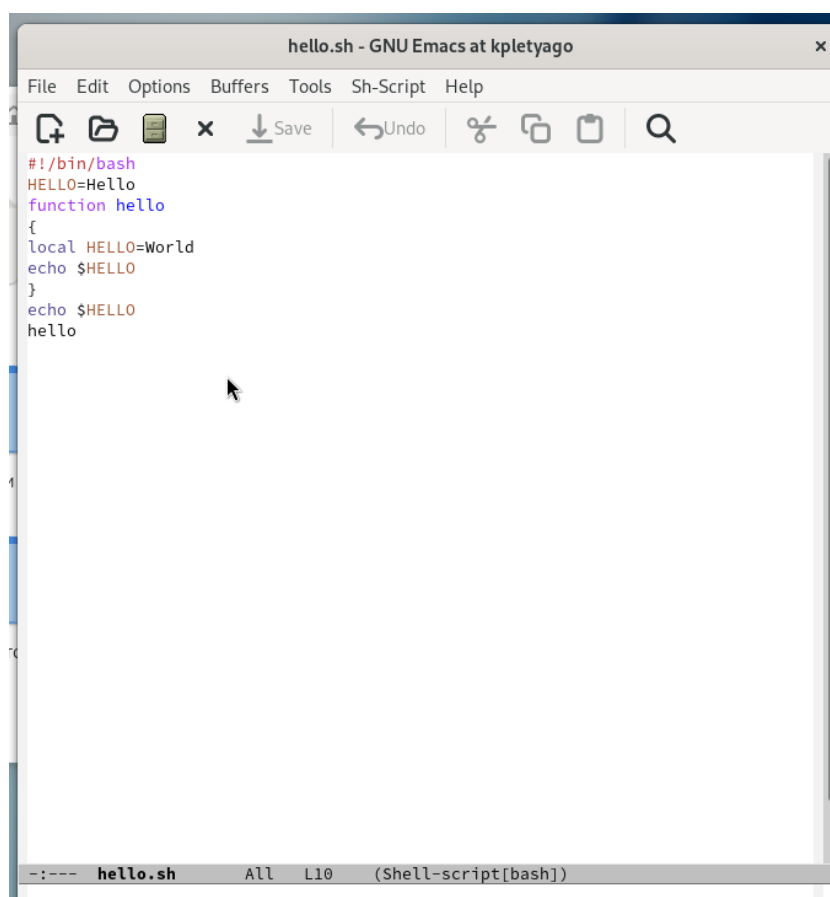 hello.sh - GNU Emacs at kpletyago
File Edit Options Buffers Tools Sh-Script Help
Save Undo
#!/bin/bash
HELLO=Hello
function hello
{
local HELLO=World
echo $HELLO
}
echo $HELLO
hello
-:--- hello.sh All L10 (Shell-script[bash])